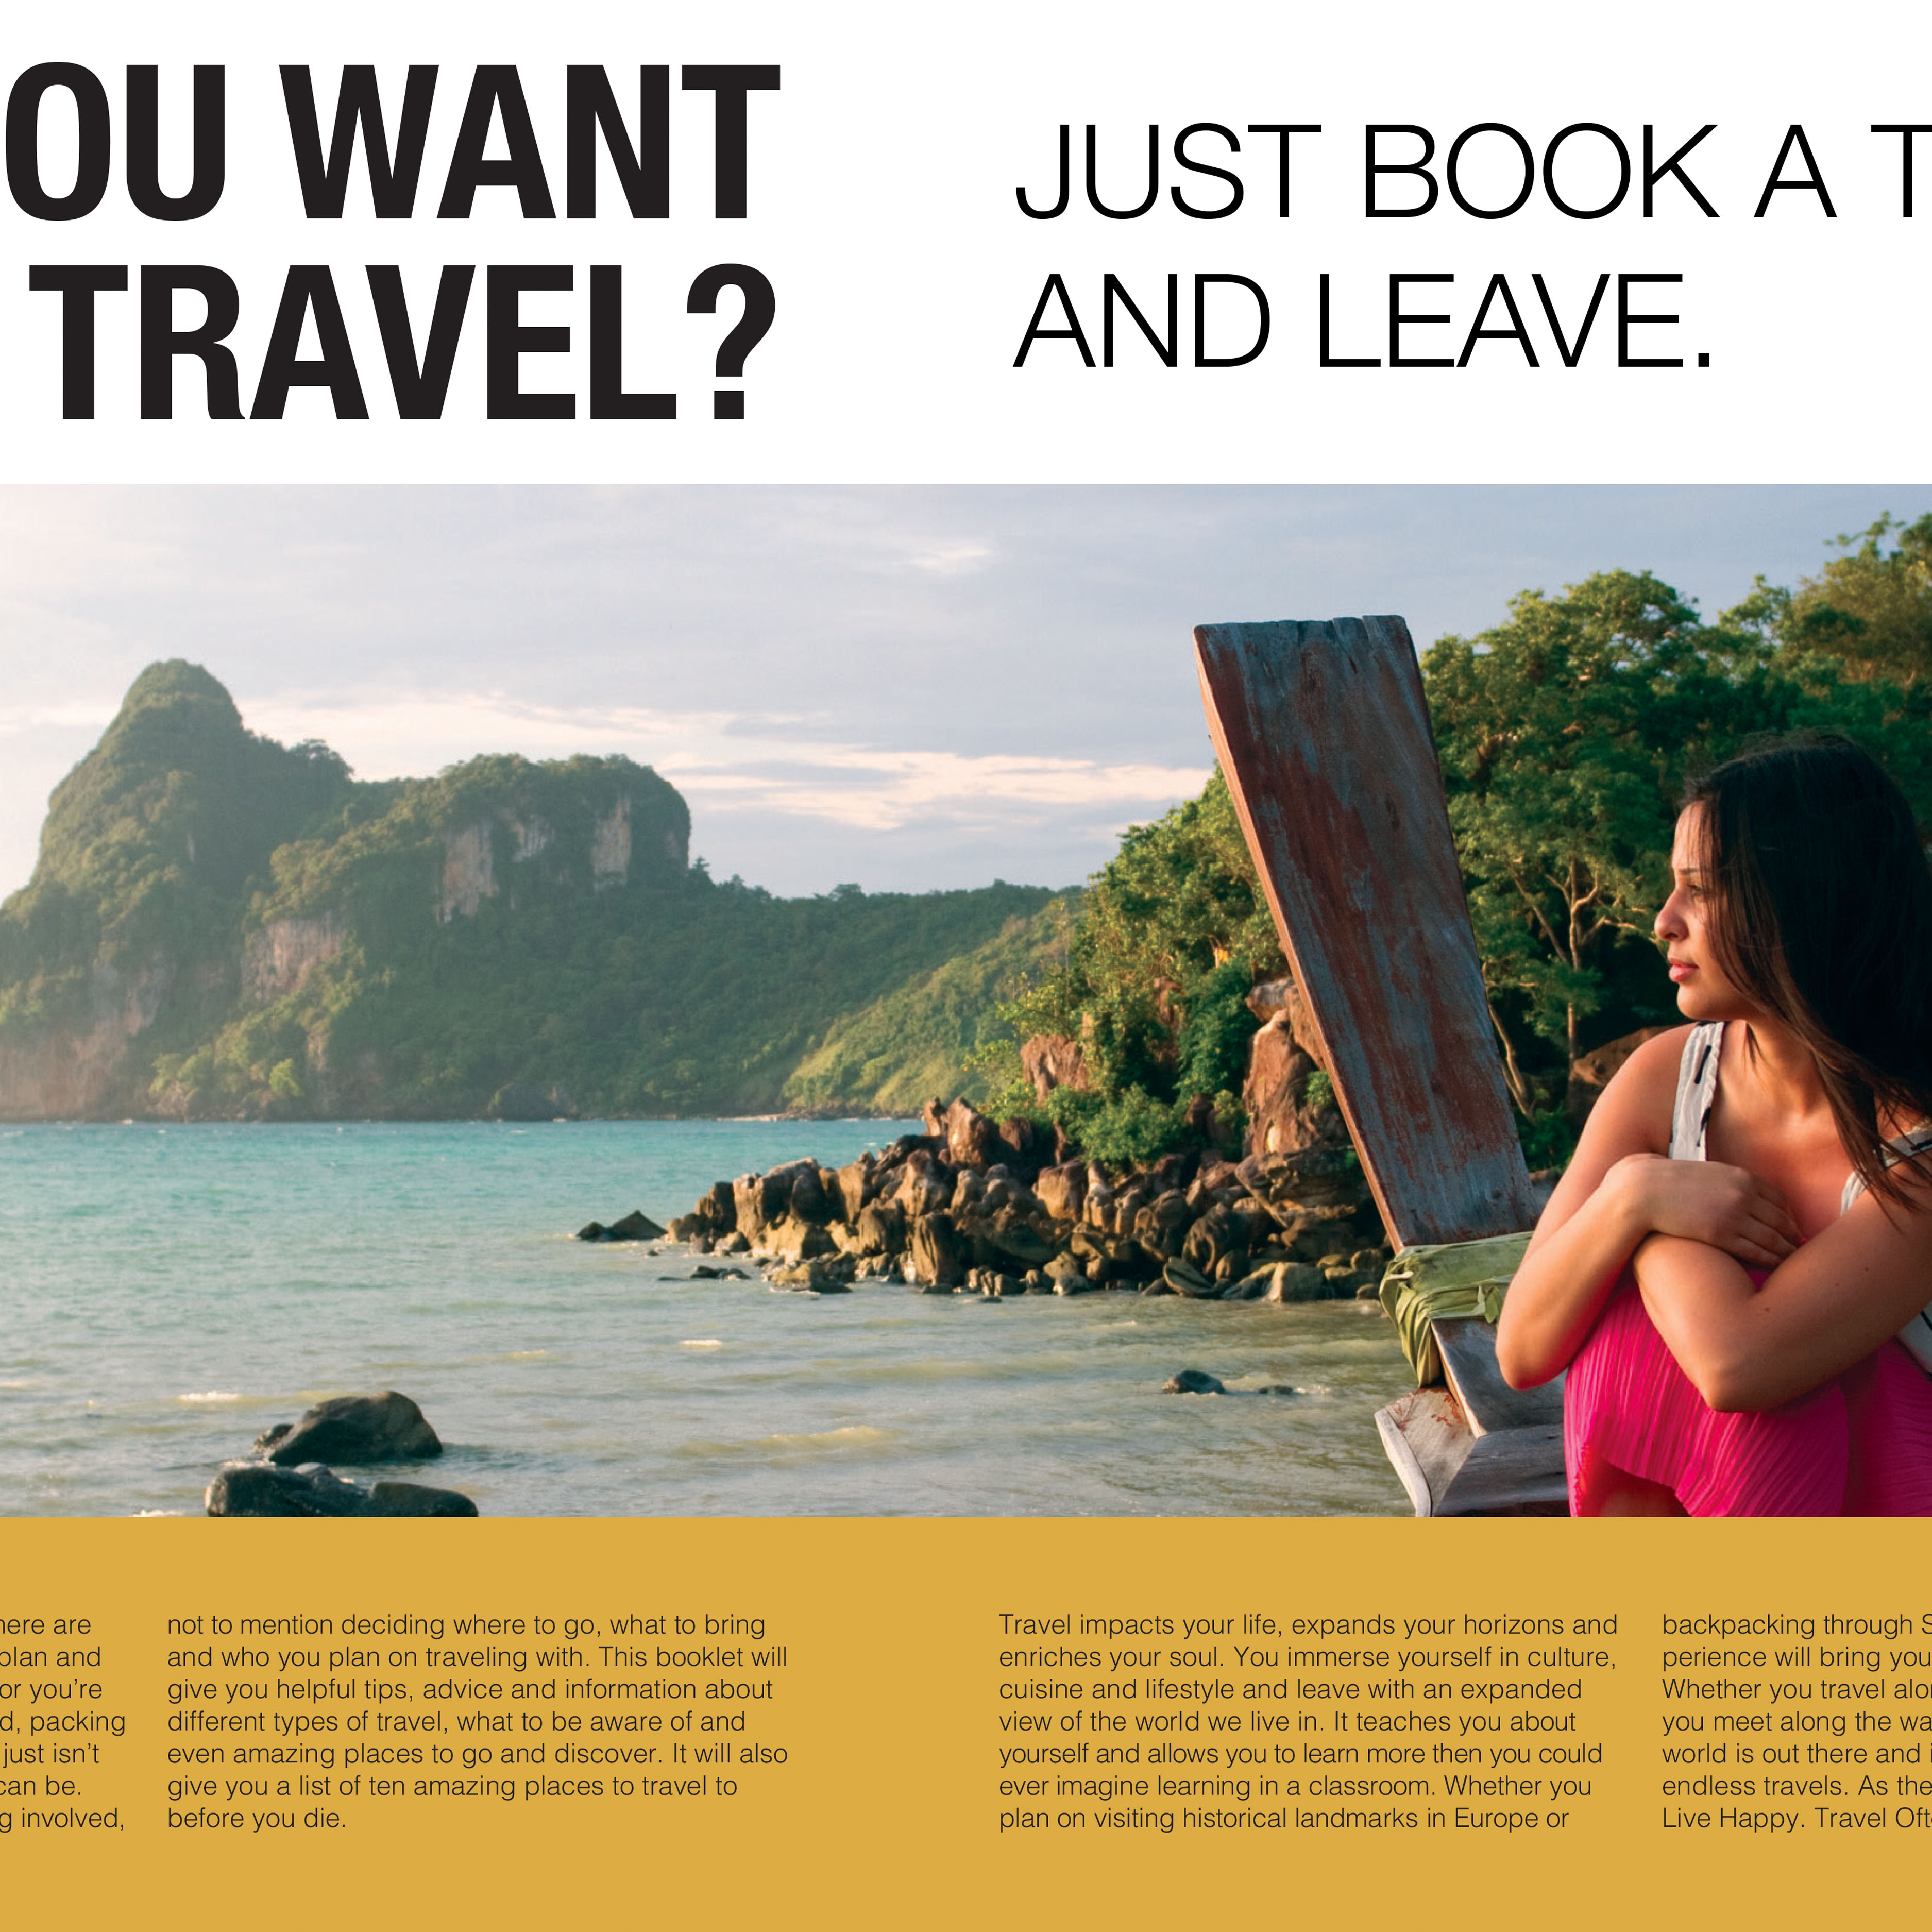 OU WANT
TRAVEL?
JUST BOOK A T
AND LEAVE.
here are
plan and
or you're
d, packing
just isn't
can be.
g involved,
not to mention deciding where to go, what to bring
and who you plan on traveling with. This booklet will
give you helpful tips, advice and information about
different types of travel, what to be aware of and
even amazing places to go and discover. It will also
give you a list of ten amazing places to travel to
before you die.
Travel impacts your life, expands your horizons and
enriches your soul. You immerse yourself in culture,
cuisine and lifestyle and leave with an expanded
view of the world we live in. It teaches you about
yourself and allows you to learn more then you could
ever imagine learning in a classroom. Whether you
plan on visiting historical landmarks in Europe or
backpacking through S
perience will bring you
Whether you travel alo
you meet along the wa
world is out there and i
endless travels. As the
Live Happy. Travel Oft